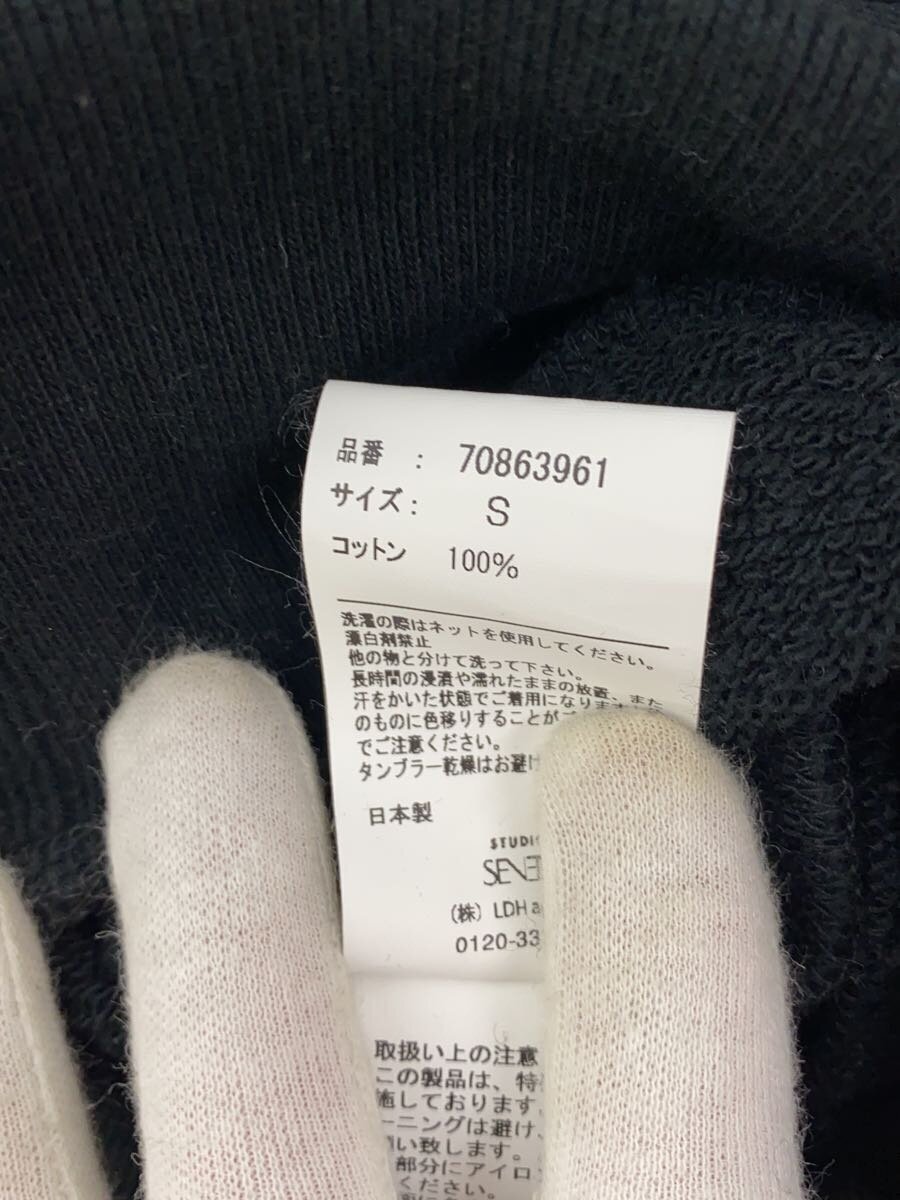 品番 : 70863961
サイズ: S
コットン 100%
洗濯の際はネットを使用してください。
漂白剤禁止
他の物と分けて洗って下さい。
長時間の浸漬や濡れたままの放置、また
汗をかいた状態でご着用になります
のものに色移りすることが
でご注意ください。
タンブラー乾燥はお避け
日本製
STUDI
SEVE
(株) LDH a
0120-33
取扱い上の注意
この製品は、特
施しております。
ーニングは避け、
い致します。
部分にアイロン
ください。